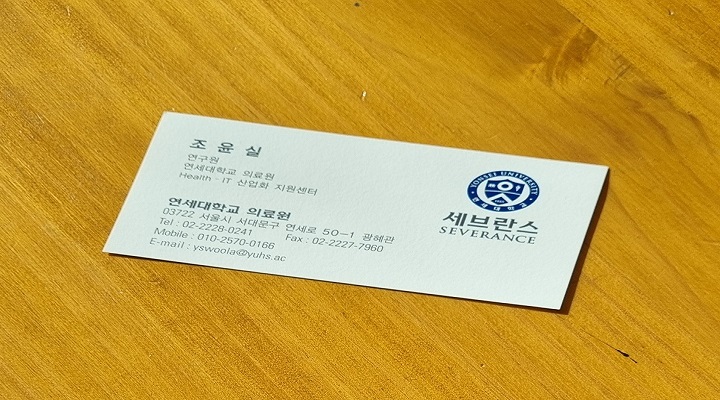 조 윤 실
연구원
연세대학교 의료원
Health · IT 산업화 지원센터
연세대학교 의료원
03722 서울시 서대문구 연세로 50-1 광혜관
Tel : 02-2228-0241 Fax : 02-2227-7960
Mobile : 010-2570-0166
E-mail : yswoola@yuhs.ac
YONSEI UNIVERSITY
연세대학교
세브란스
SEVERANCE